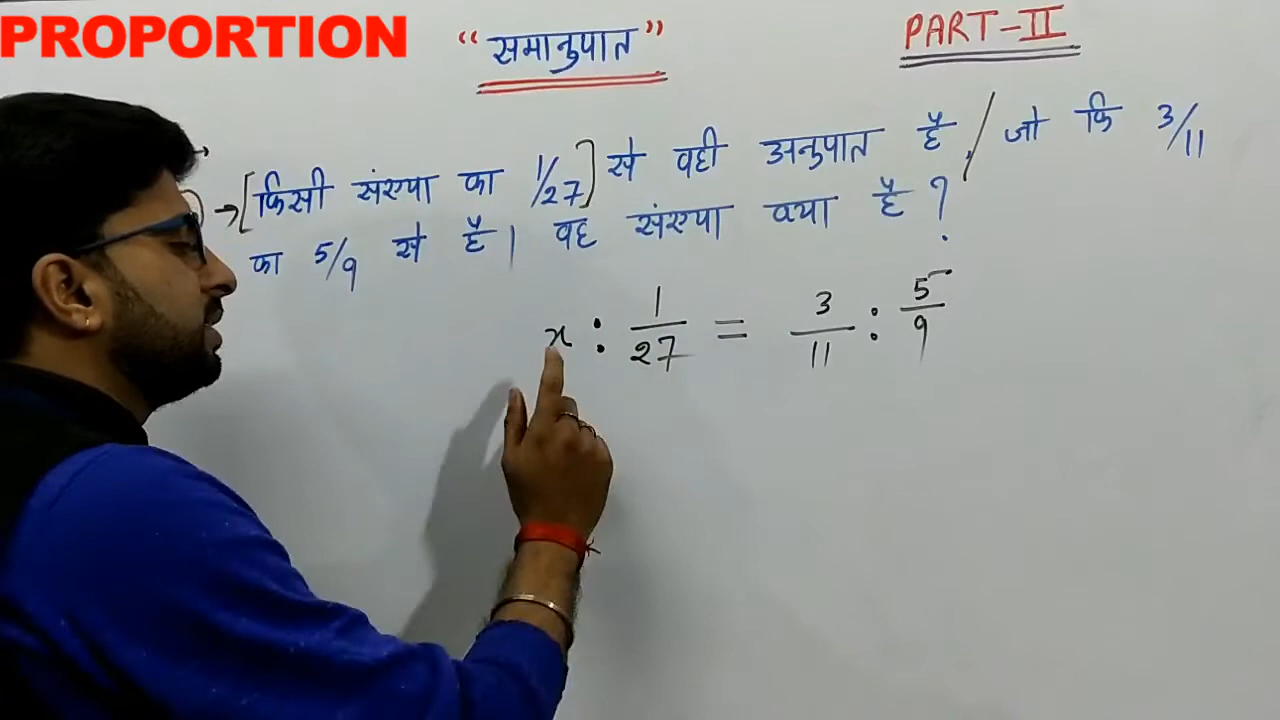 PROPORTION
“समानुपात”
PART-II
→ [किसी संख्या का 1/27] से वही अनुपात है, / जो कि 3/11
का 5/9 से है। वह संख्या क्या है?
x : 1/27 = 3/11 : 5/9